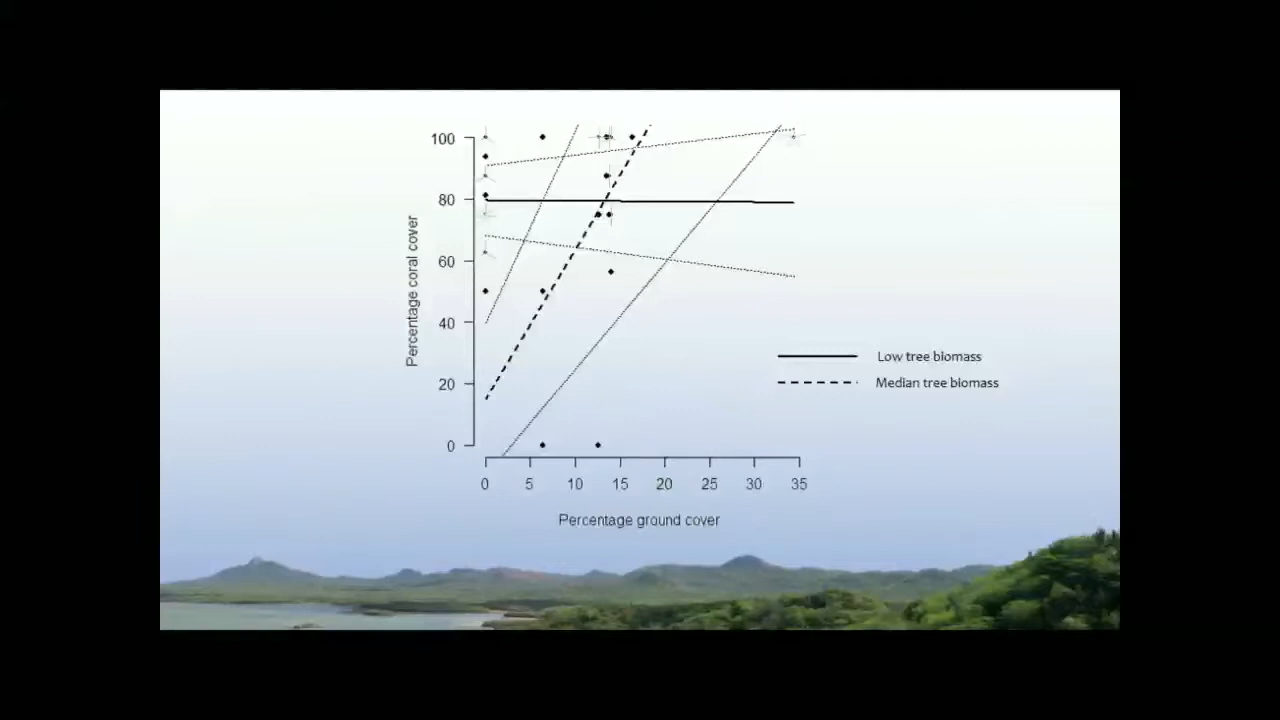 100
80
60
40
20
0
Percentage coral cover
0 5 10 15 20 25 30 35
Percentage ground cover
Low tree biomass
Median tree biomass